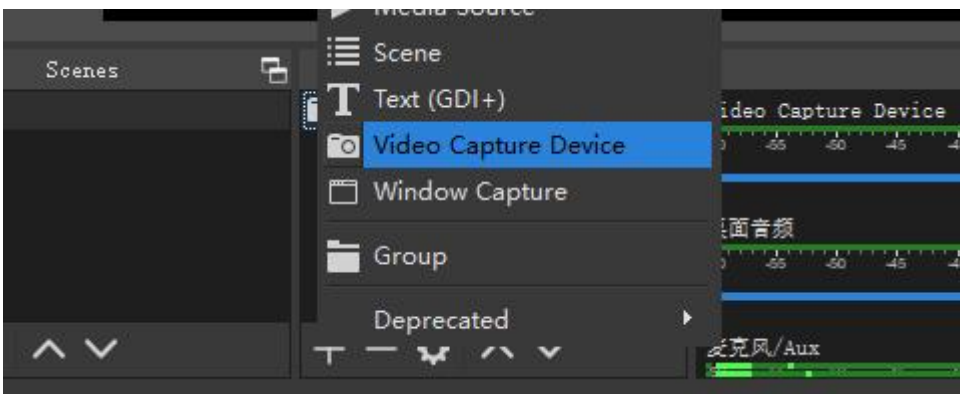 Media Source
Scenes
Scene
Text (GDI+)
Video Capture Device
Window Capture
Group
Deprecated
ideo Capture Device
-55 -50 -45
面音频
-55 -50 -45
麦克风/Aux